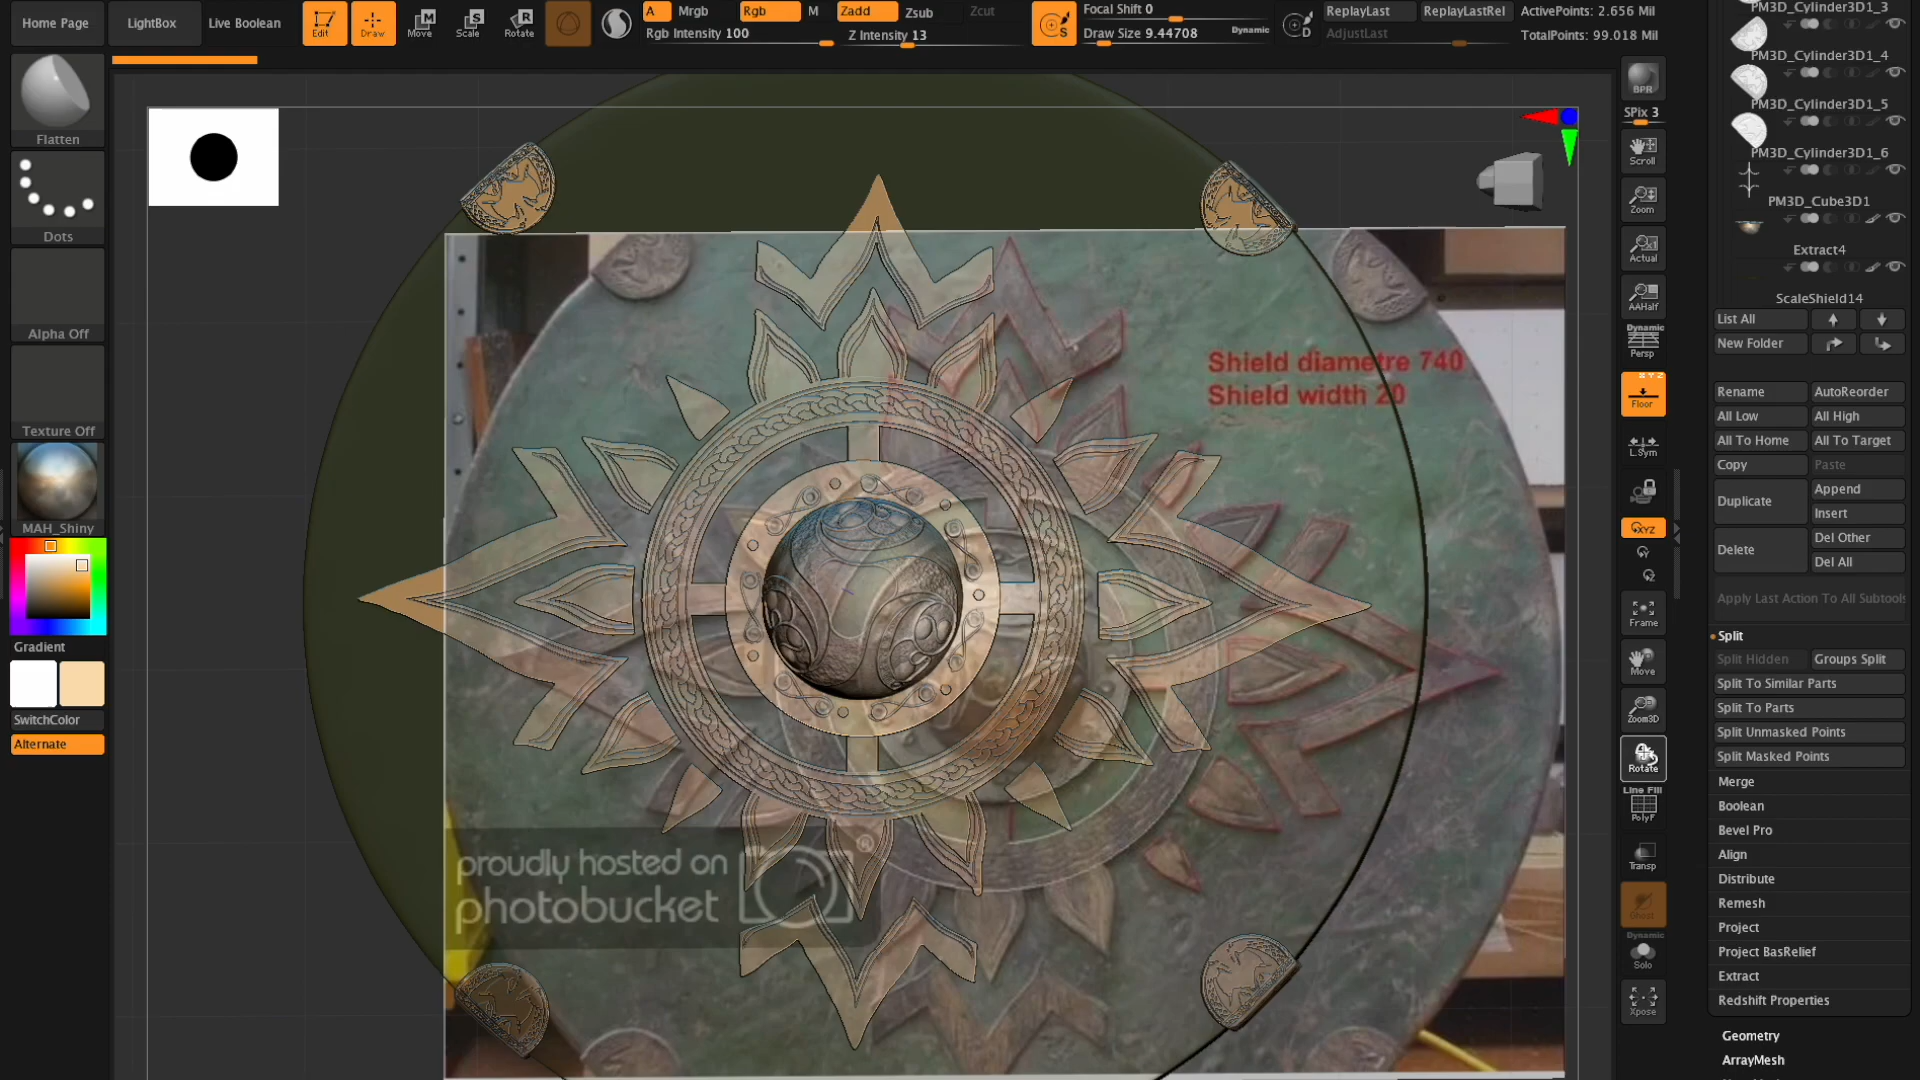 Home Page
LightBox
Live Boolean
Edit
Draw
Move
Scale
Rotate
A
Mrgb
Rgb
M
Zadd
Zsub
Zcut
Rgb Intensity 100
Z Intensity 13
S
Focal Shift 0
Draw Size 9.44708
Dynamic
D
ReplayLast
ReplayLastRel
AdjustLast
ActivePoints: 2.656 Mil
TotalPoints: 99.018 Mil
Flatten
Dots
Alpha Off
Texture Off
MAH_Shiny
Gradient
SwitchColor
Alternate
Shield diametre 740
Shield width 20
proudly hosted on
photobucket
®
BPR
SPix 3
Scroll
Zoom
Actual
AAHalf
Dynamic
Persp
X Y Z
Floor
L.Sym
XYZ
Frame
Move
Zoom3D
Rotate
Line Fill
PolyF
Transp
Ghost
Dynamic
Solo
Xpose
PM3D_Cylinder3D1_3
PM3D_Cylinder3D1_4
PM3D_Cylinder3D1_5
PM3D_Cylinder3D1_6
PM3D_Cube3D1
Extract4
ScaleShield14
List All
New Folder
Rename
AutoReorder
All Low
All High
All To Home
All To Target
Copy
Paste
Duplicate
Append
Insert
Delete
Del Other
Del All
Apply Last Action To All Subtools
Split
Split Hidden
Groups Split
Split To Similar Parts
Split To Parts
Split Unmasked Points
Split Masked Points
Merge
Boolean
Bevel Pro
Align
Distribute
Remesh
Project
Project BasRelief
Extract
Redshift Properties
Geometry
ArrayMesh